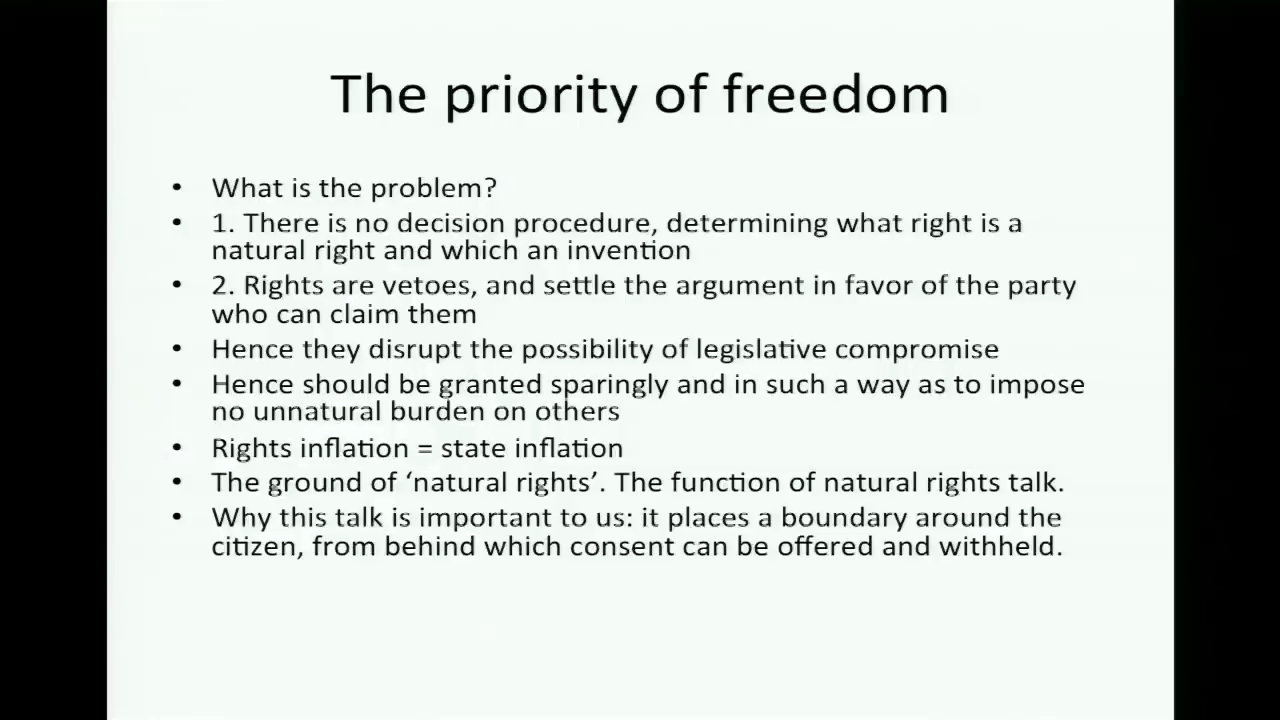 The priority of freedom
• What is the problem?
• 1. There is no decision procedure, determining what right is a
natural right and which an invention
• 2. Rights are vetoes, and settle the argument in favor of the party
who can claim them
• Hence they disrupt the possibility of legislative compromise
• Hence should be granted sparingly and in such a way as to impose
no unnatural burden on others
• Rights inflation = state inflation
• The ground of ‘natural rights’. The function of natural rights talk.
• Why this talk is important to us: it places a boundary around the
citizen, from behind which consent can be offered and withheld.